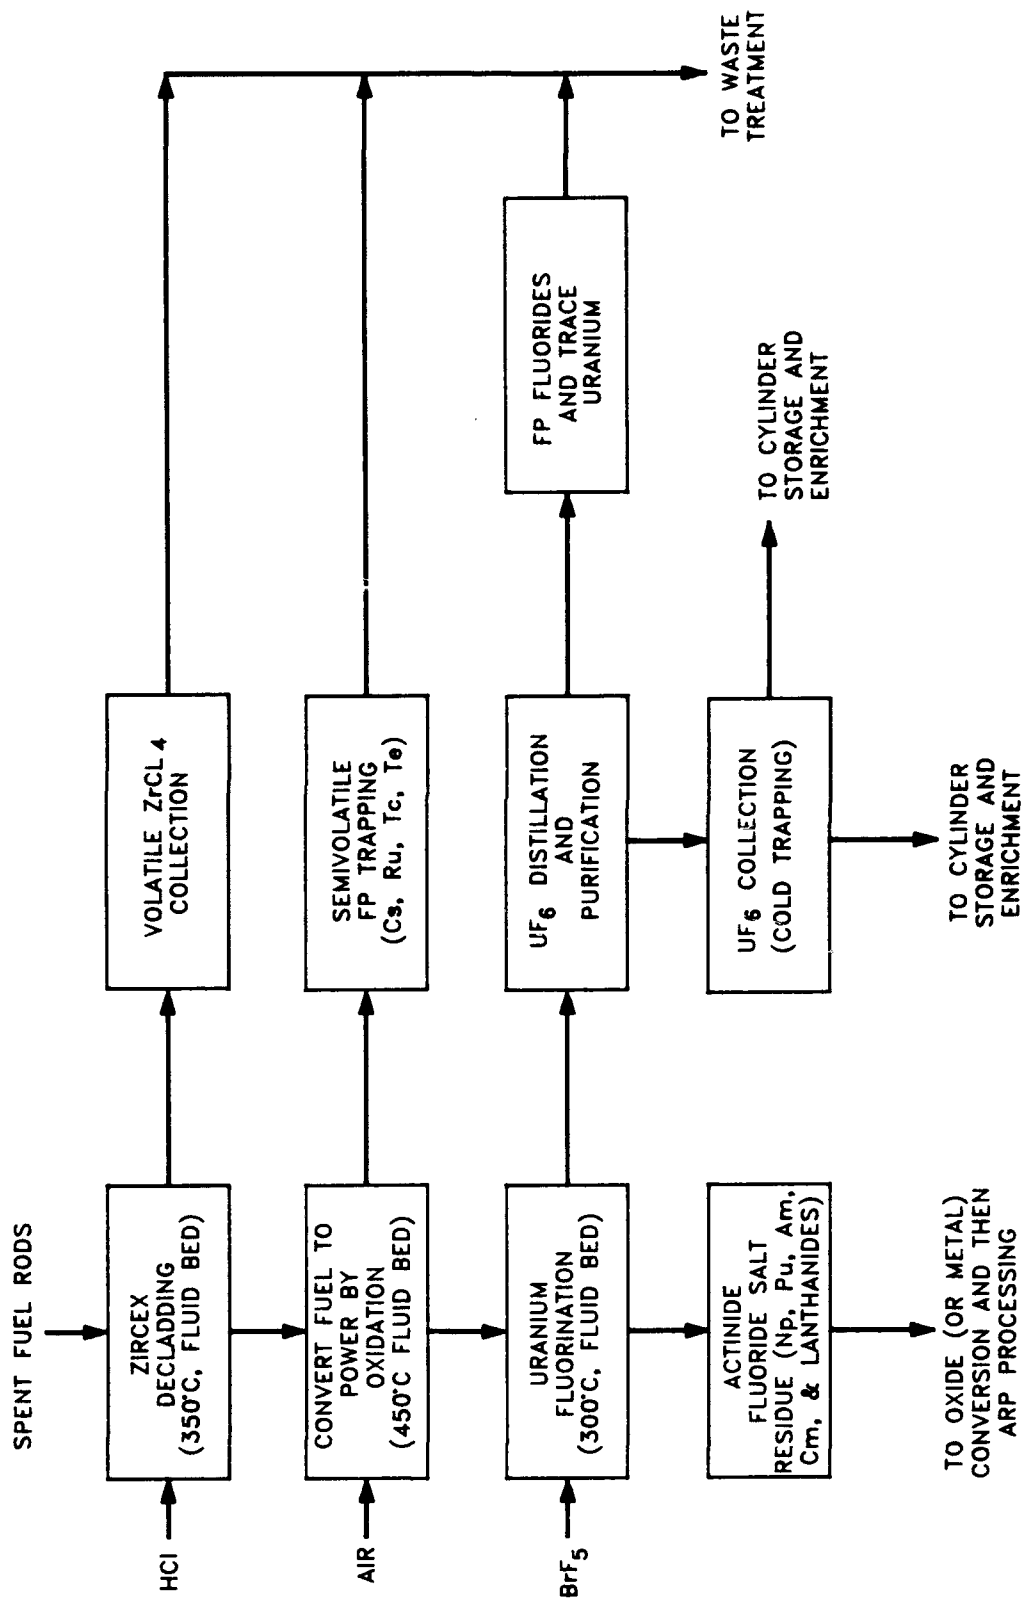 SPENT FUEL RODS
HCl
ZIRCEX
DECLADDING
(350°C, FLUID BED)
VOLATILE ZrCL4
COLLECTION
AIR
CONVERT FUEL TO
POWER BY
OXIDATION
(450°C FLUID BED)
SEMIVOLATILE
FP TRAPPING
(Cs, Ru, Tc, Te)
BrF5
URANIUM
FLUORINATION
(300°C, FLUID BED)
UF6 DISTILLATION
AND
PURIFICATION
FP FLUORIDES
AND TRACE
URANIUM
TO WASTE
TREATMENT
ACTINIDE
FLUORIDE SALT
RESIDUE (Np, Pu, Am,
Cm, & LANTHANIDES)
UF6 COLLECTION
(COLD TRAPPING)
TO CYLINDER
STORAGE AND
ENRICHMENT
TO OXIDE (OR METAL)
CONVERSION AND THEN
ARP PROCESSING
TO CYLINDER
STORAGE AND
ENRICHMENT